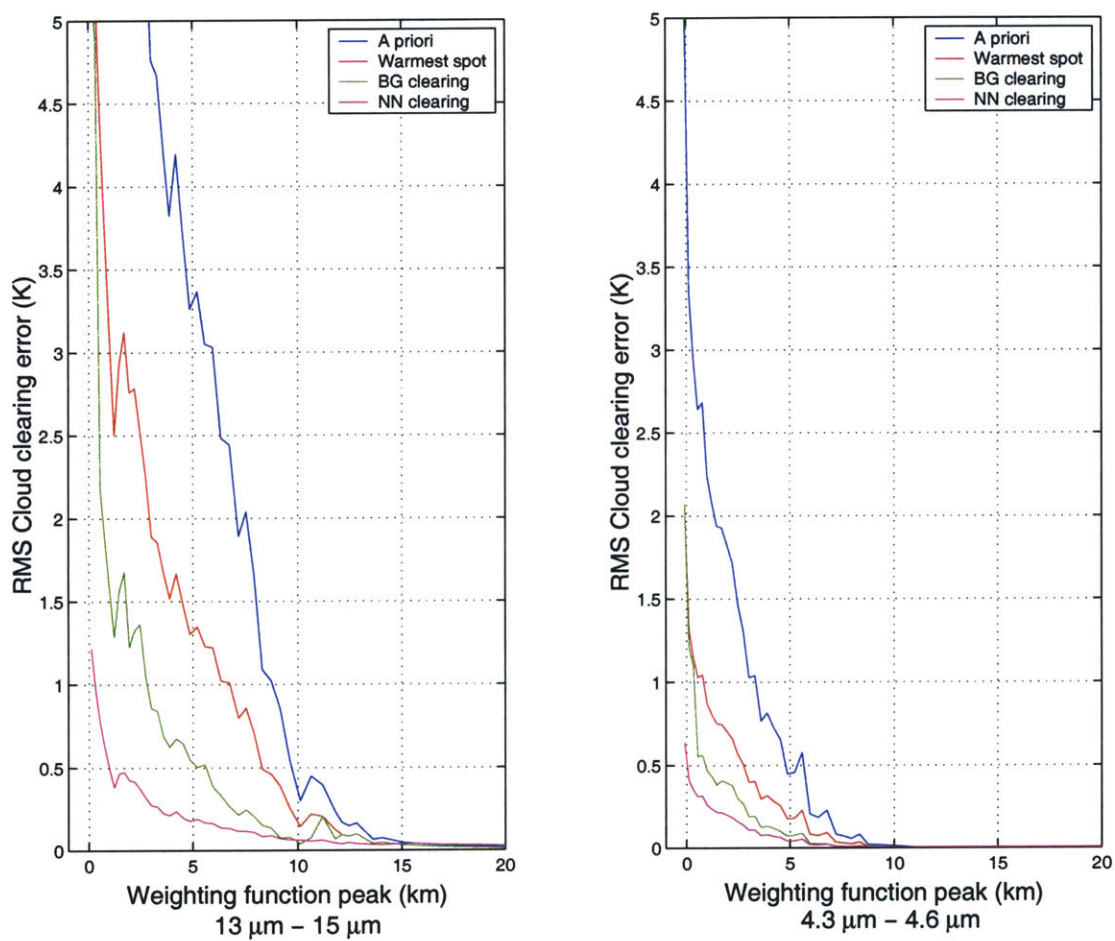 5
4.5
4
3.5
3
2.5
2
1.5
1
0.5
0
RMS Cloud clearing error (K)
A priori
Warmest spot
BG clearing
NN clearing
0 5 10 15 20
Weighting function peak (km)
13 μm – 15 μm
5
4.5
4
3.5
3
2.5
2
1.5
1
0.5
0
RMS Cloud clearing error (K)
A priori
Warmest spot
BG clearing
NN clearing
0 5 10 15 20
Weighting function peak (km)
4.3 μm – 4.6 μm